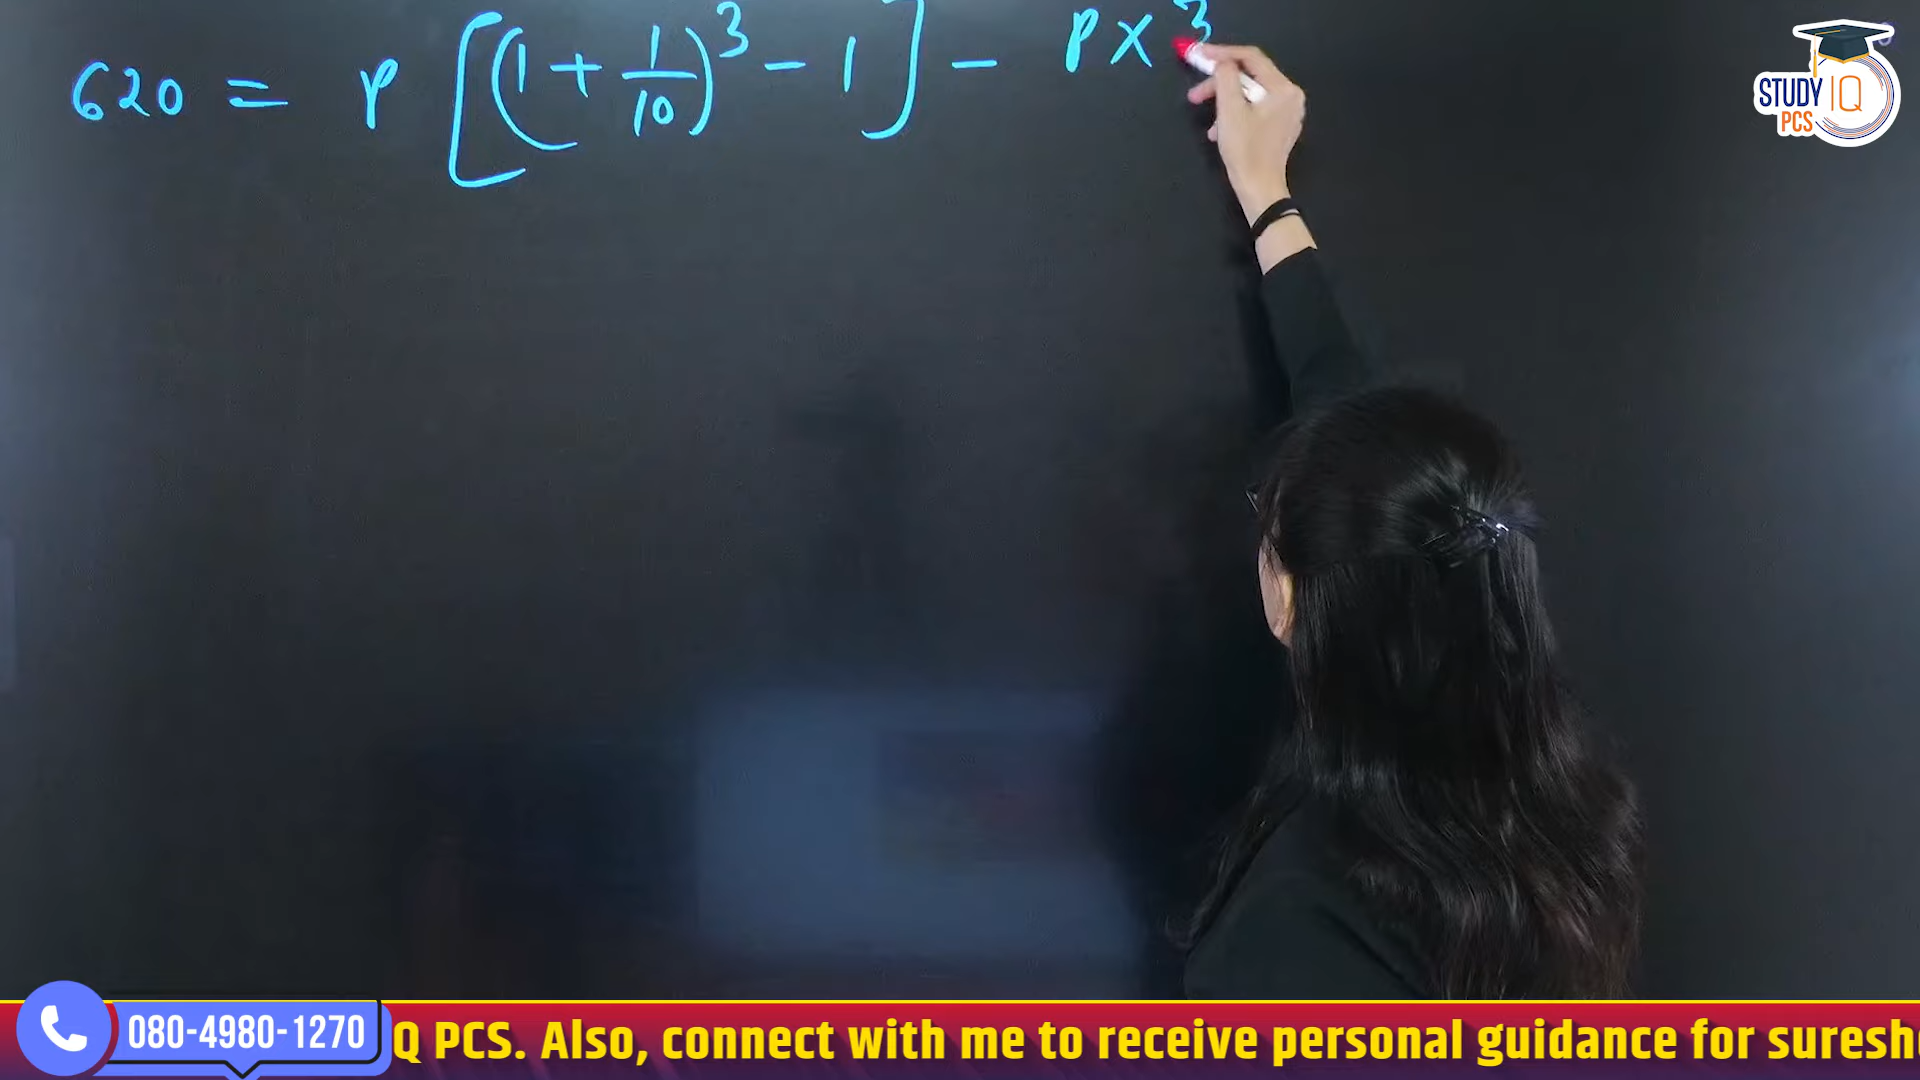 620 = P [(1 + 1/10)^3 - 1] - P × 3
STUDY IQ
PCS
080-4980-1270
Q PCS. Also, connect with me to receive personal guidance for suresh